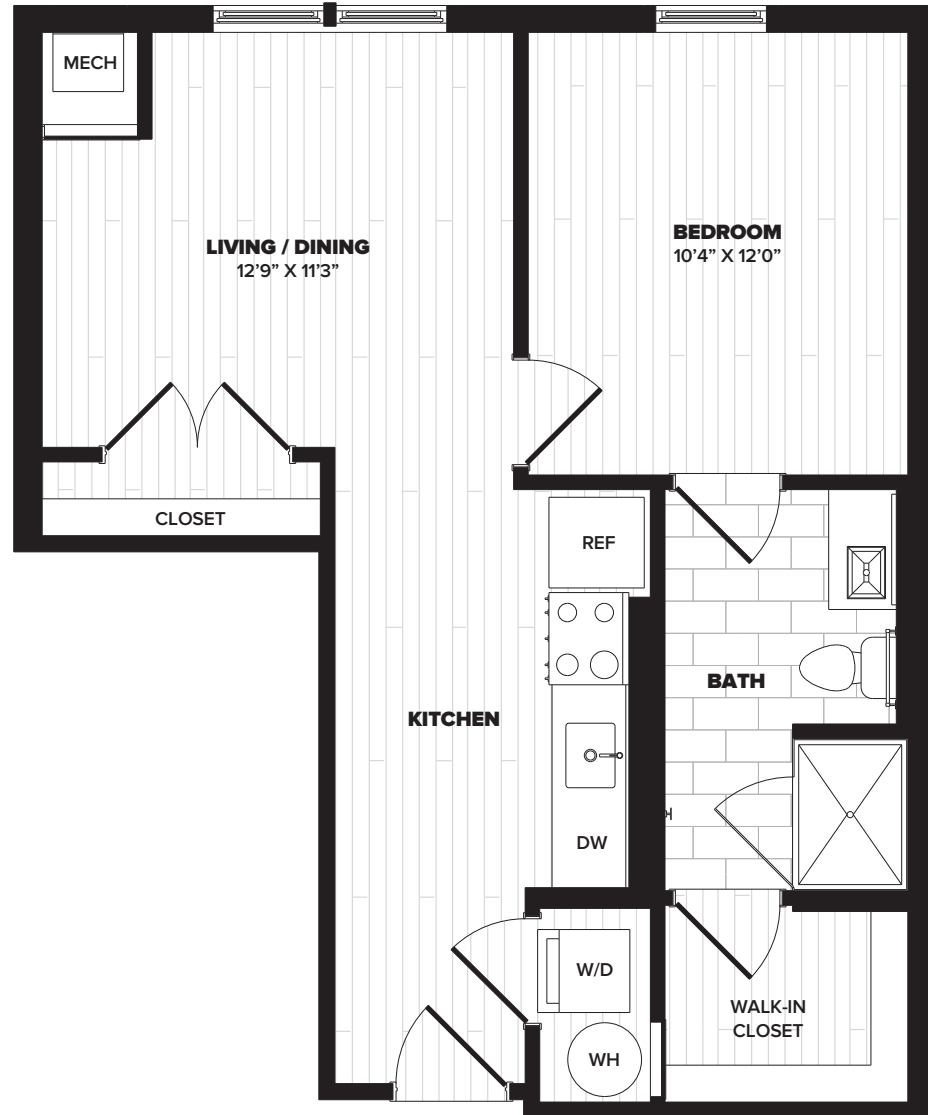 MECH
LIVING / DINING
12’9” X 11’3”
BEDROOM
10’4” X 12’0”
CLOSET
REF
BATH
KITCHEN
DW
W/D
WH
WALK-IN
CLOSET